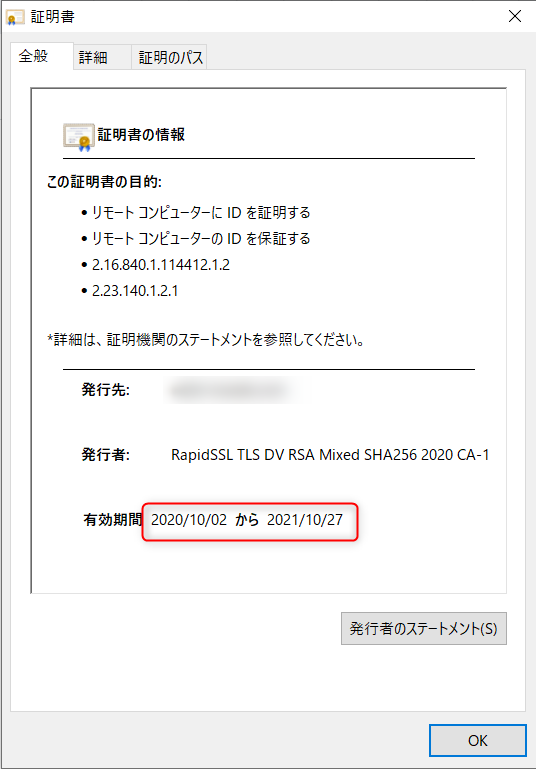 証明書
全般 詳細 証明のパス
証明書の情報
この証明書の目的:
• リモート コンピューターに ID を証明する
• リモート コンピューターの ID を保証する
• 2.16.840.1.114412.1.2
• 2.23.140.1.2.1
*詳細は、証明機関のステートメントを参照してください。
発行先:
発行者: RapidSSL TLS DV RSA Mixed SHA256 2020 CA-1
有効期間 2020/10/02 から 2021/10/27
発行者のステートメント(S)
OK